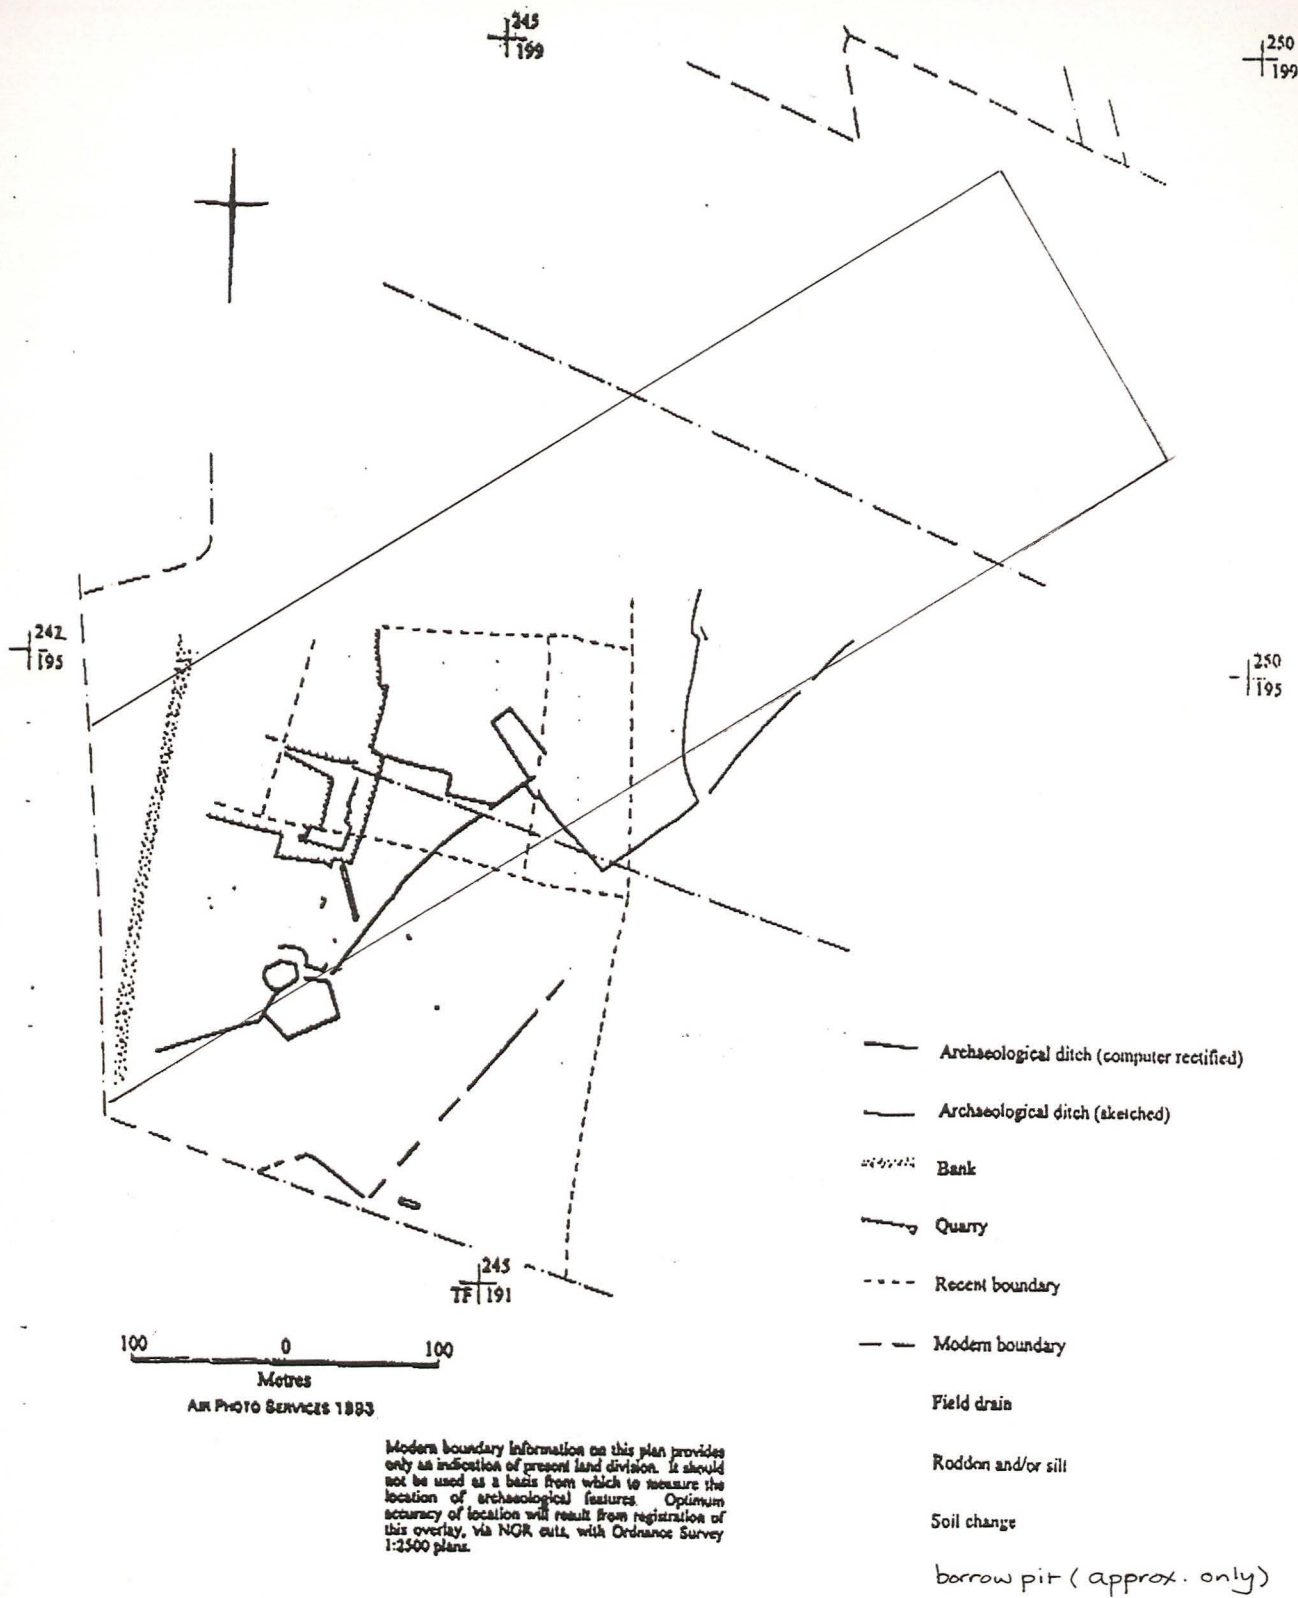 245
199
250
199
242
195
250
195
Archaeological ditch (computer rectified)
Archaeological ditch (sketched)
Bank
Quarry
245
TF 191
Recent boundary
100 0 100
Modern boundary
Metres
AIR PHOTO SERVICES 1993
Field drain
Modern boundary information on this plan provides
only an indication of present land division. It should
not be used as a basis from which to measure the
location of archaeological features. Optimum
accuracy of location will result from registration of
this overlay, via NGR cuts, with Ordnance Survey
1:2500 plans.
Roddon and/or silt
Soil change
borrow pit (approx. only)